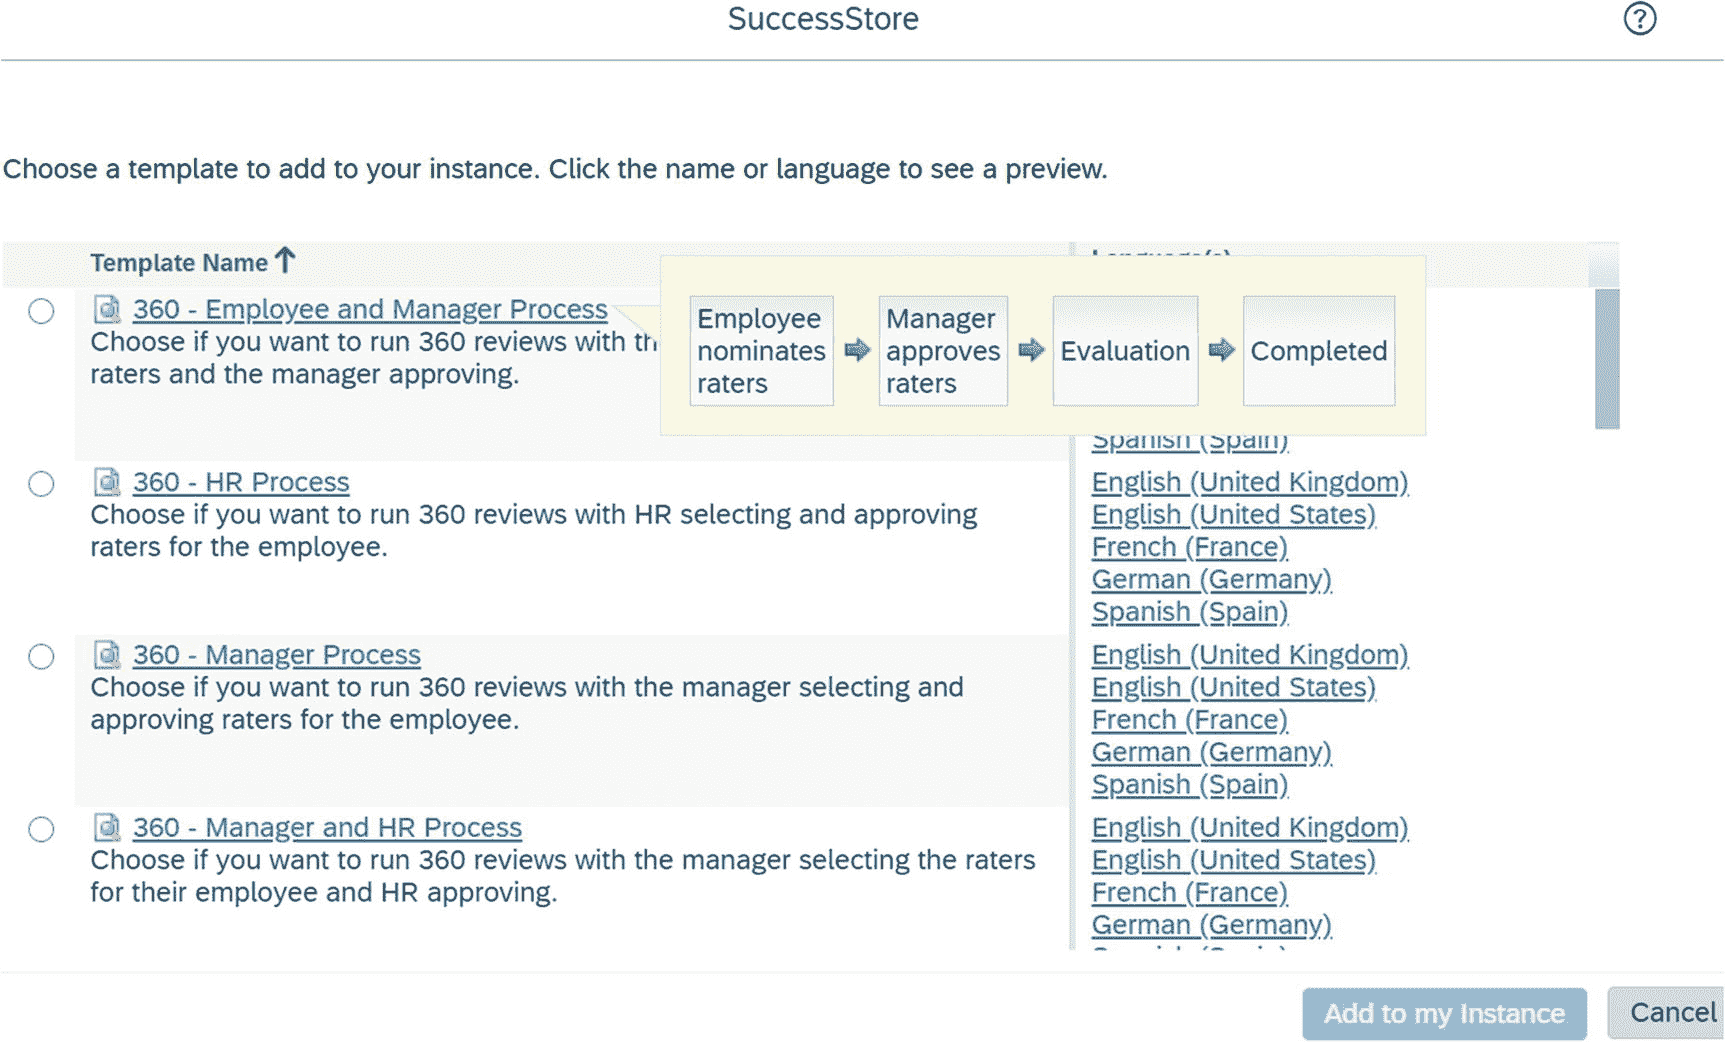 SuccessStore
?
Choose a template to add to your instance. Click the name or language to see a preview.
Template Name
360 - Employee and Manager Process
Choose if you want to run 360 reviews with
raters and the manager approving.
Employee
nominates
raters
Manager
approves
raters
Evaluation
Completed
Spanish (Spain)
360 - HR Process
Choose if you want to run 360 reviews with HR selecting and approving
raters for the employee.
English (United Kingdom)
English (United States)
French (France)
German (Germany)
Spanish (Spain)
360 - Manager Process
Choose if you want to run 360 reviews with the manager selecting and
approving raters for the employee.
English (United Kingdom)
English (United States)
French (France)
German (Germany)
Spanish (Spain)
360 - Manager and HR Process
Choose if you want to run 360 reviews with the manager selecting the raters
for their employee and HR approving.
English (United Kingdom)
English (United States)
French (France)
German (Germany)
Add to my Instance
Cancel